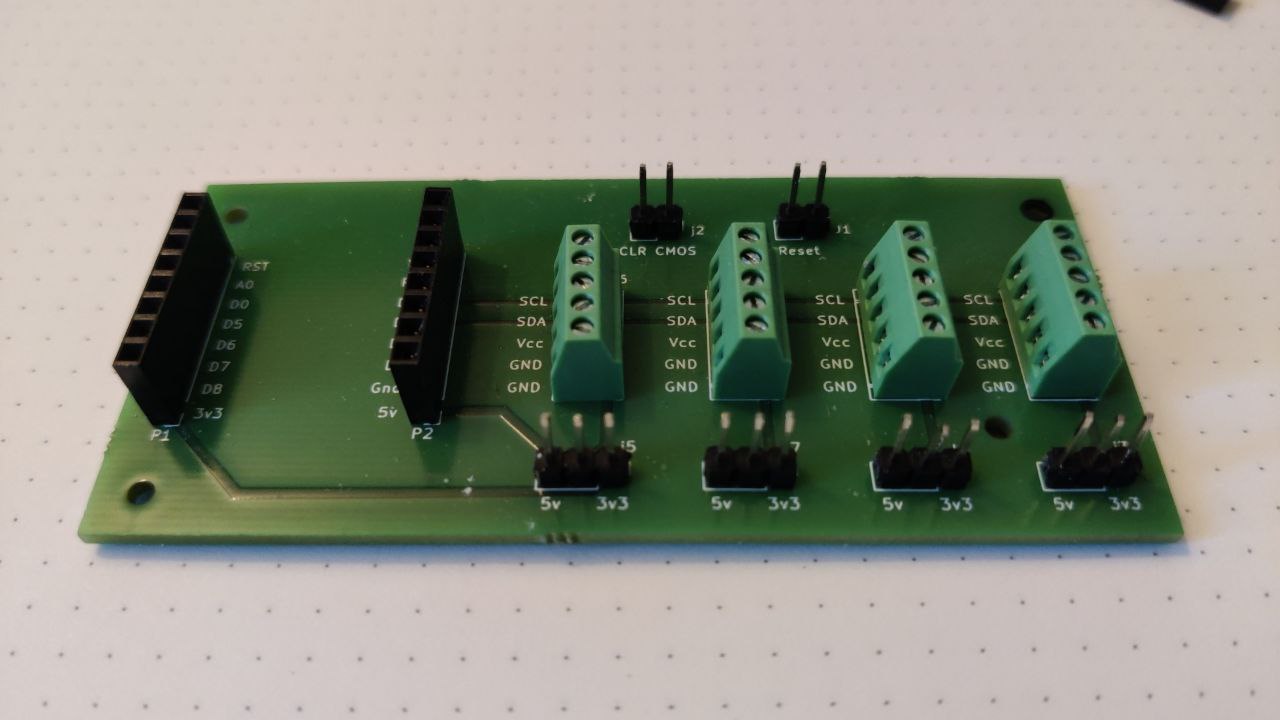 j2
J1
CLR CMOS
Reset
RST
A0
D0
D5
D6
D7
D8
3v3
P1
Gnd
5v
P2
SCL
SDA
Vcc
GND
GND
SCL
SDA
Vcc
GND
GND
SCL
SDA
Vcc
GND
GND
SCL
SDA
Vcc
GND
GND
5v 3v3
5v 3v3
5v 3v3
5v 3v3